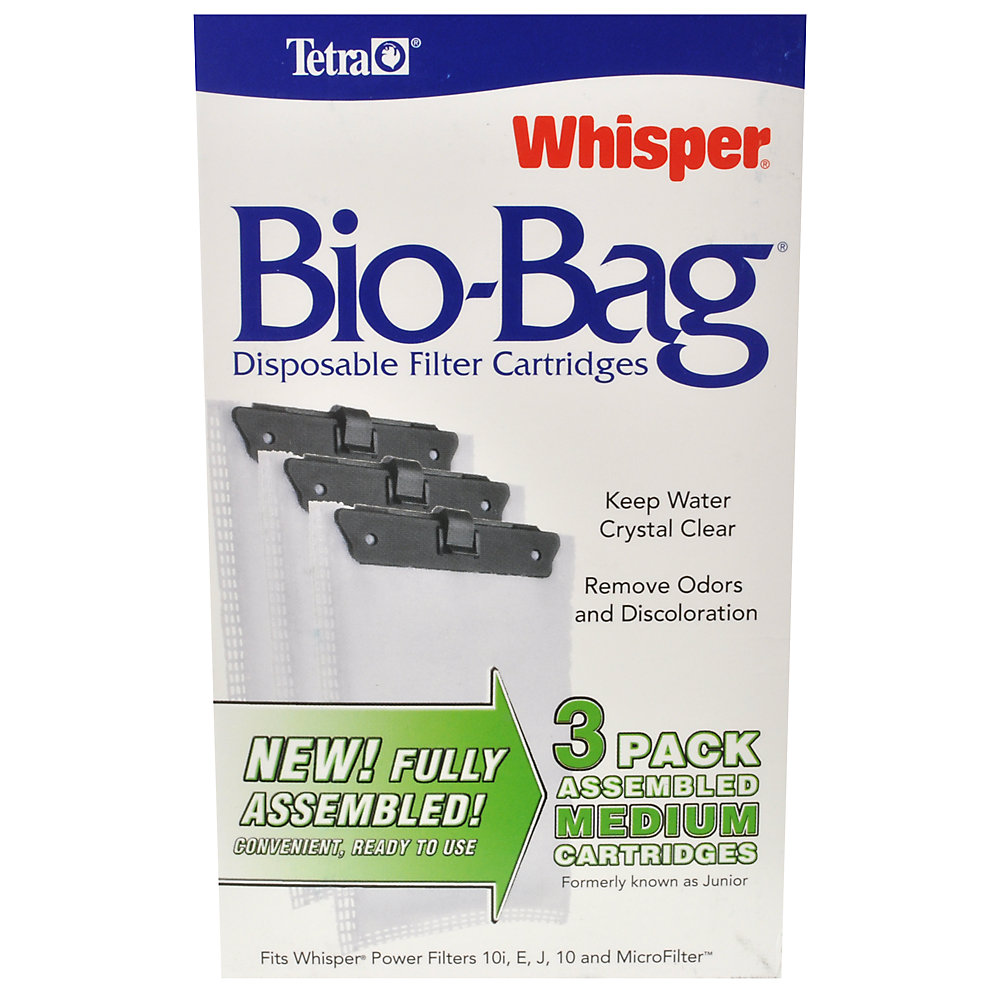 Tetra®
Whisper®
Bio-Bag®
Disposable Filter Cartridges
Keep Water
Crystal Clear
Remove Odors
and Discoloration
NEW! FULLY
ASSEMBLED!
CONVENIENT, READY TO USE
3 PACK
ASSEMBLED
MEDIUM
CARTRIDGES
Formerly known as Junior
Fits Whisper® Power Filters 10i, E, J, 10 and MicroFilter™